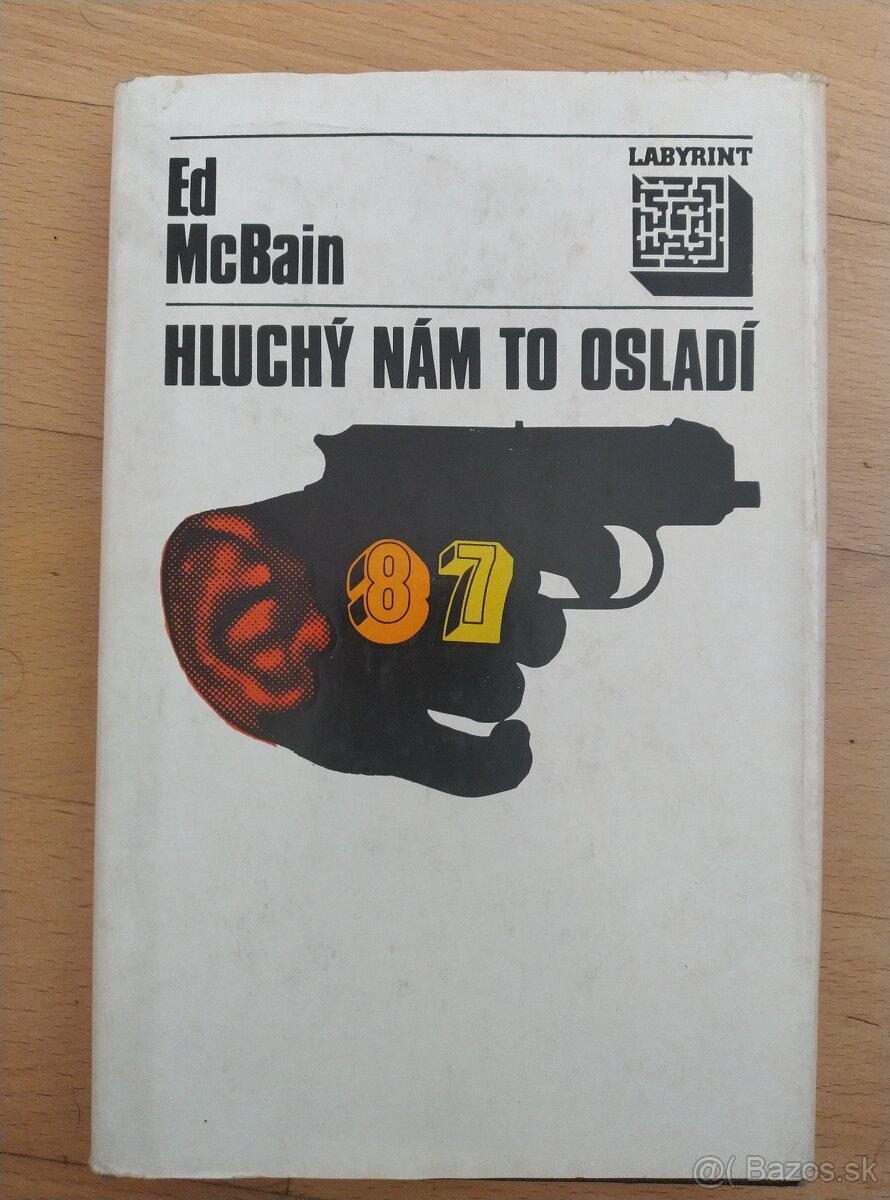 Ed
McBain
LABYRINT
HLUCHÝ NÁM TO OSLADÍ
87
@( Bazos.sk